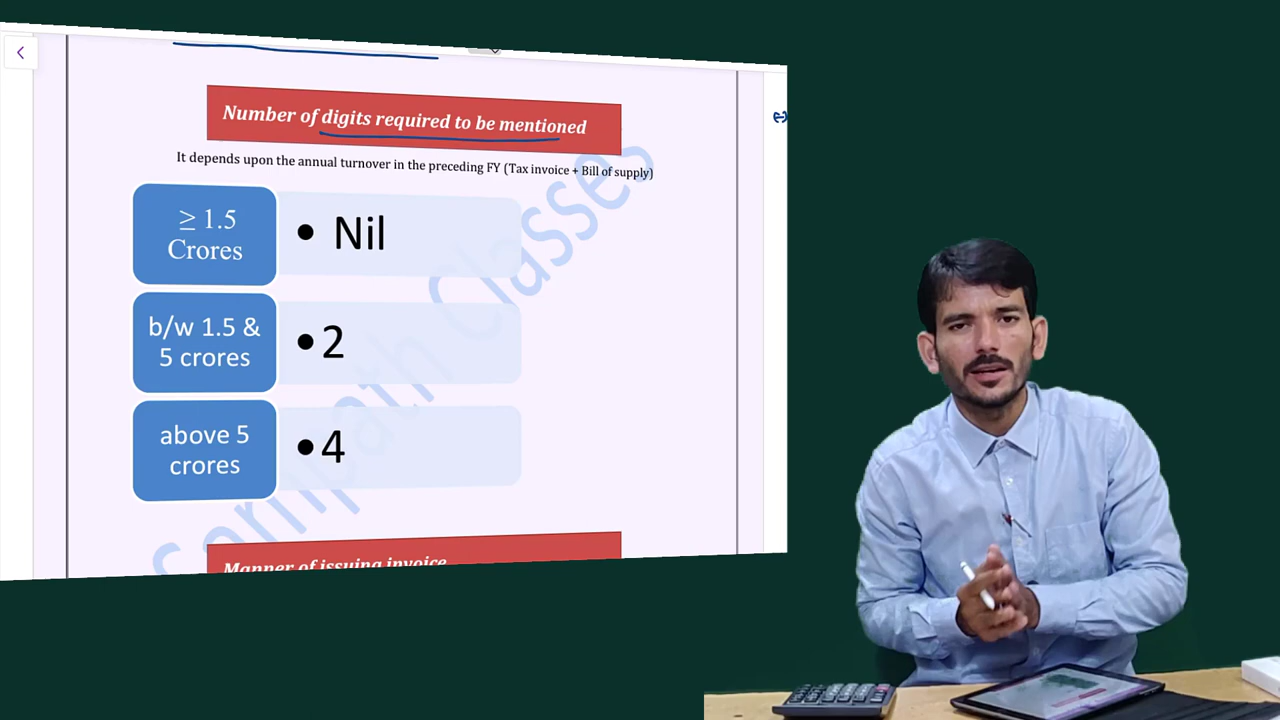 Number of digits required to be mentioned
It depends upon the annual turnover in the preceding FY (Tax invoice + Bill of supply)
≥ 1.5
Crores
• Nil
b/w 1.5 &
5 crores
•2
above 5
crores
•4
Manner of issuing invoice
Sampath Classes